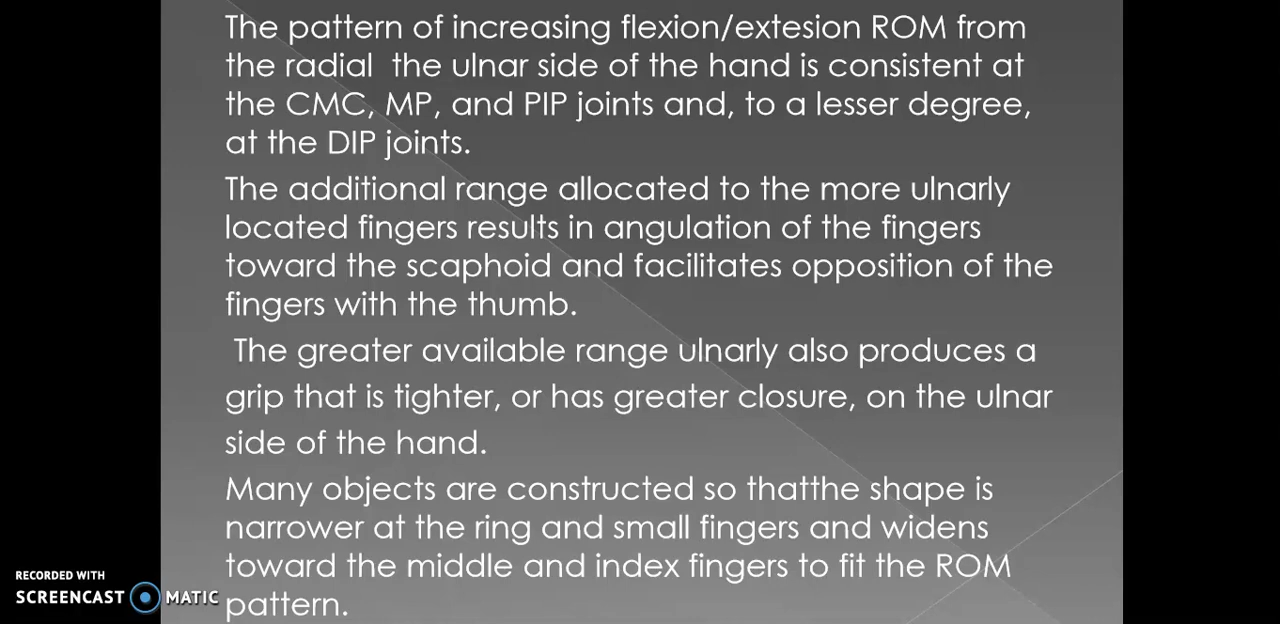 The pattern of increasing flexion/extesion ROM from
the radial  the ulnar side of the hand is consistent at
the CMC, MP, and PIP joints and, to a lesser degree,
at the DIP joints.
The additional range allocated to the more ulnarly
located fingers results in angulation of the fingers
toward the scaphoid and facilitates opposition of the
fingers with the thumb.
The greater available range ulnarly also produces a
grip that is tighter, or has greater closure, on the ulnar
side of the hand.
Many objects are constructed so thatthe shape is
narrower at the ring and small fingers and widens
toward the middle and index fingers to fit the ROM
pattern.
RECORDED WITH
SCREENCAST MATIC